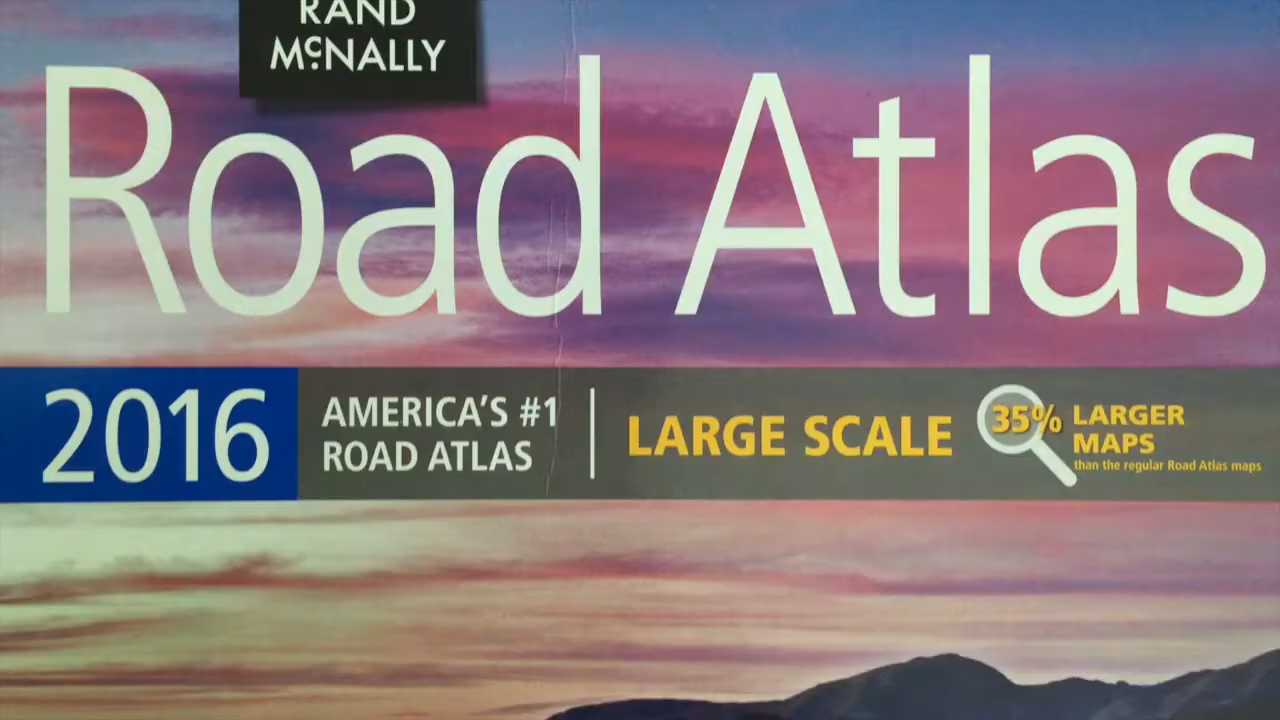 RAND
McNALLY
Road Atlas
2016
AMERICA'S #1
ROAD ATLAS
LARGE SCALE
35%
LARGER
MAPS
than the regular Road Atlas maps